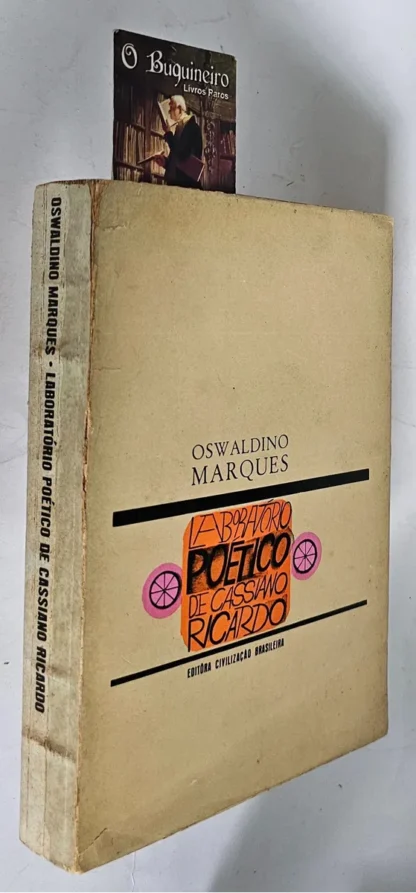 O Buquineiro
Livros Raros
OSWALDINO MARQUES - LABORATÓRIO POÉTICO DE CASSIANO RICARDO
OSWALDINO
MARQUES
LABORATÓRIO
POÉTICO
DE CASSIANO
RICARDO
EDITÔRA CIVILIZAÇÃO BRASILEIRA